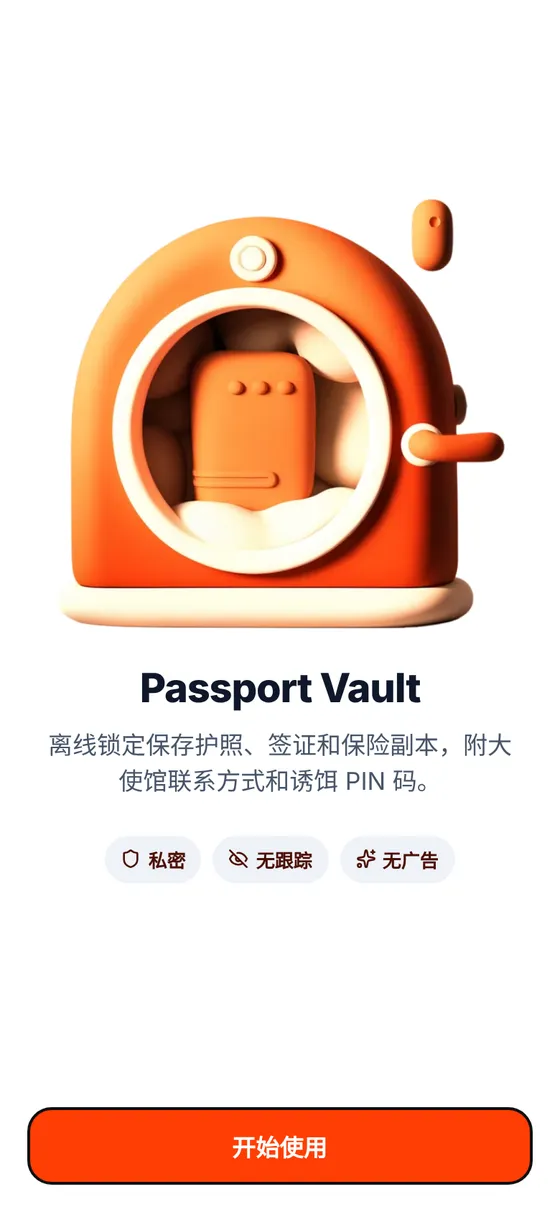 Passport Vault
离线锁定保存护照、签证和保险副本，附大
使馆联系方式和诱饵 PIN 码。
私密
无跟踪
无广告
开始使用